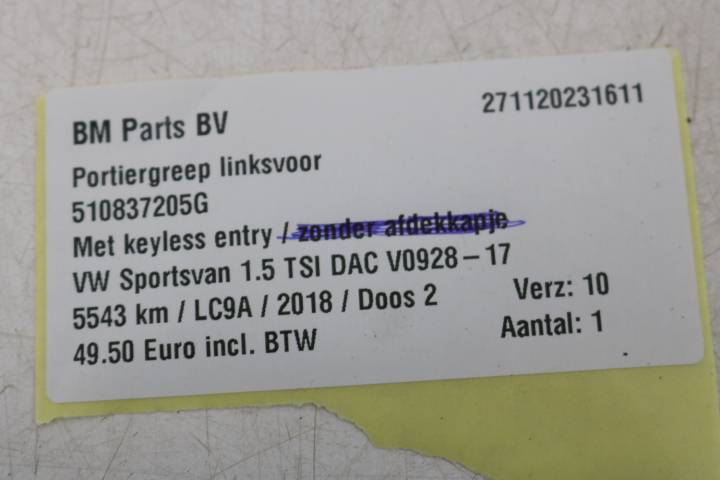 BM Parts BV
271120231611
Portiergreep linksvoor
510837205G
Met keyless entry / zonder afdekkapje
VW Sportsvan 1.5 TSI DAC V0928-17
5543 km / LC9A / 2018 / Doos 2
Verz: 10
49.50 Euro incl. BTW
Aantal: 1